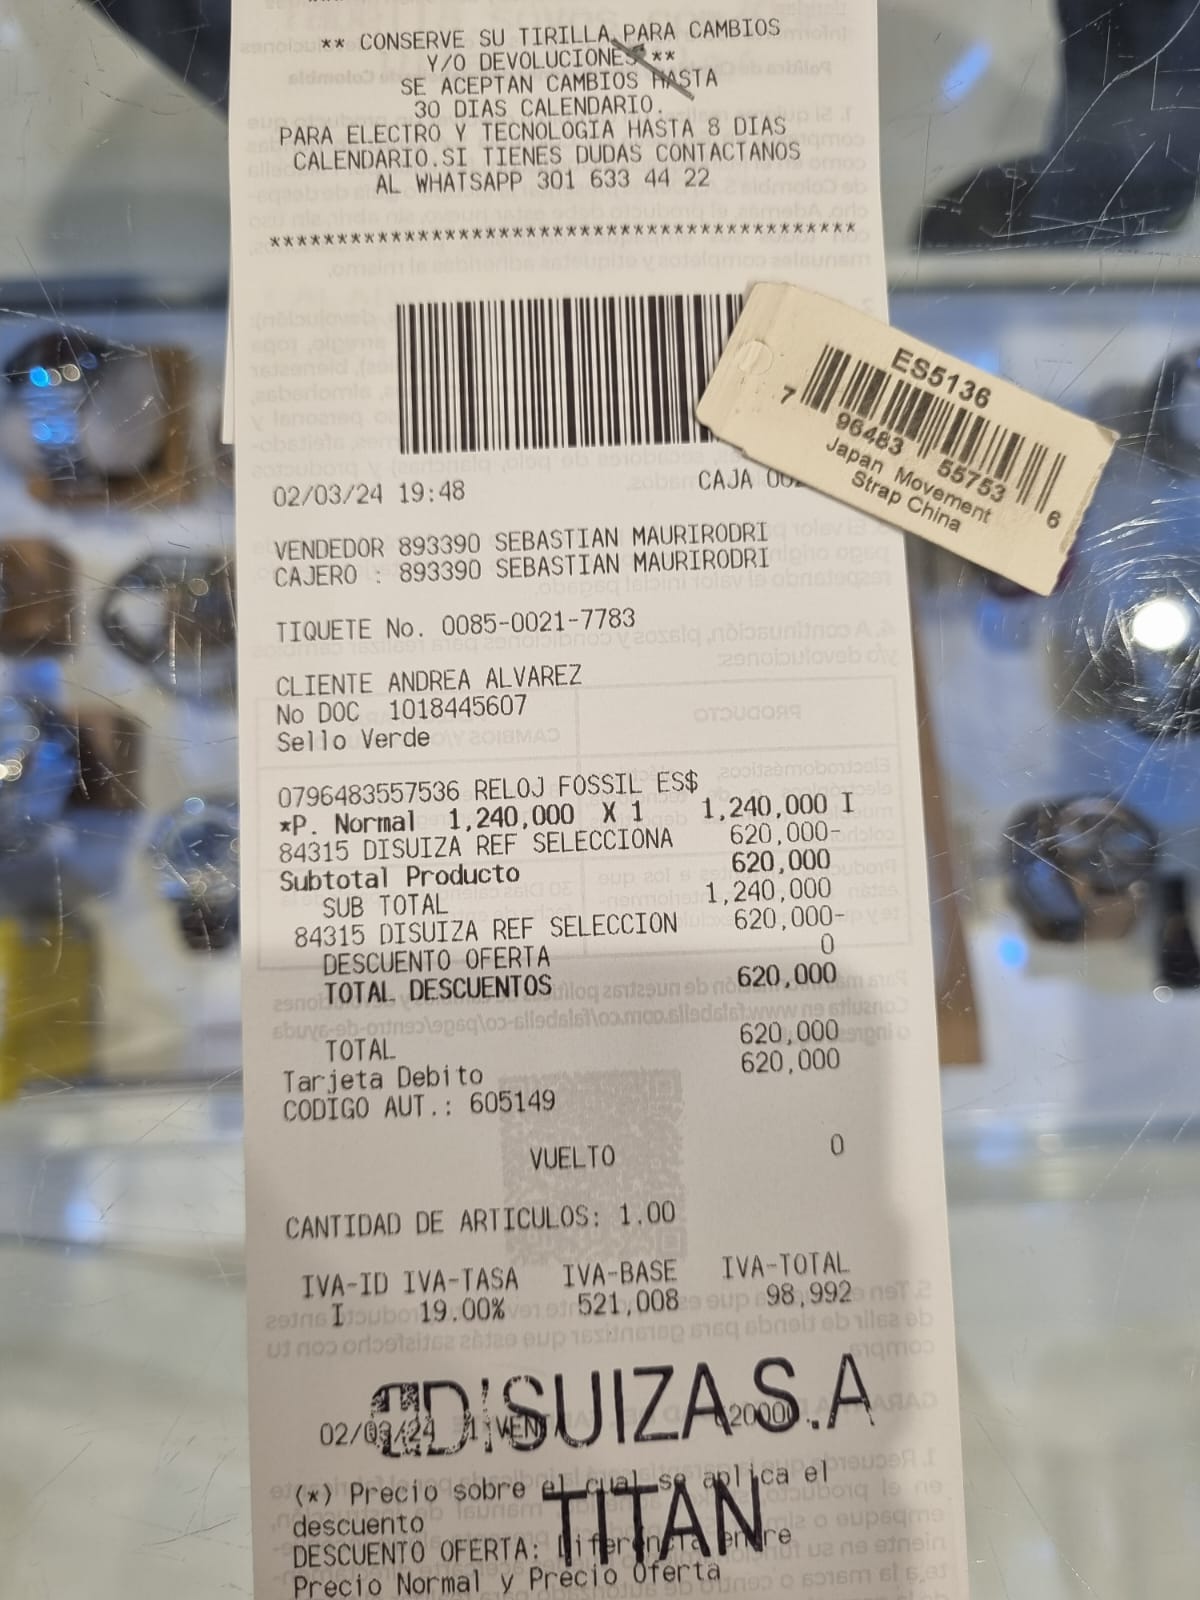 ** CONSERVE SU TIRILLA PARA CAMBIOS
Y/O DEVOLUCIONES **
SE ACEPTAN CAMBIOS HASTA
30 DIAS CALENDARIO.
PARA ELECTRO Y TECNOLOGIA HASTA 8 DIAS
CALENDARIO.SI TIENES DUDAS CONTACTANOS
AL WHATSAPP 301 633 44 22
*******************************************
ES5136
7 96483 55753 6
Japan Movement
Strap China
02/03/24 19:48 CAJA
VENDEDOR 893390 SEBASTIAN MAURIRODRI
CAJERO : 893390 SEBASTIAN MAURIRODRI
TIQUETE No. 0085-0021-7783
CLIENTE ANDREA ALVAREZ
No DOC 1018445607
Sello Verde
0796483557536 RELOJ FOSSIL ES$
*P. Normal 1,240,000 X 1 1,240,000 I
84315 DISUIZA REF SELECCIONA 620,000-
Subtotal Producto 620,000
SUB TOTAL 1,240,000
84315 DISUIZA REF SELECCION 620,000-
DESCUENTO OFERTA 0
TOTAL DESCUENTOS 620,000
TOTAL 620,000
Tarjeta Debito 620,000
CODIGO AUT.: 605149
VUELTO 0
CANTIDAD DE ARTICULOS: 1.00
IVA-ID IVA-TASA IVA-BASE IVA-TOTAL
I 19.00% 521,008 98,992
DISUIZA S.A
02/03/24
TITAN
(*) Precio sobre el cual se aplica el
descuento
DESCUENTO OFERTA: Diferencia entre
Precio Normal y Precio Oferta